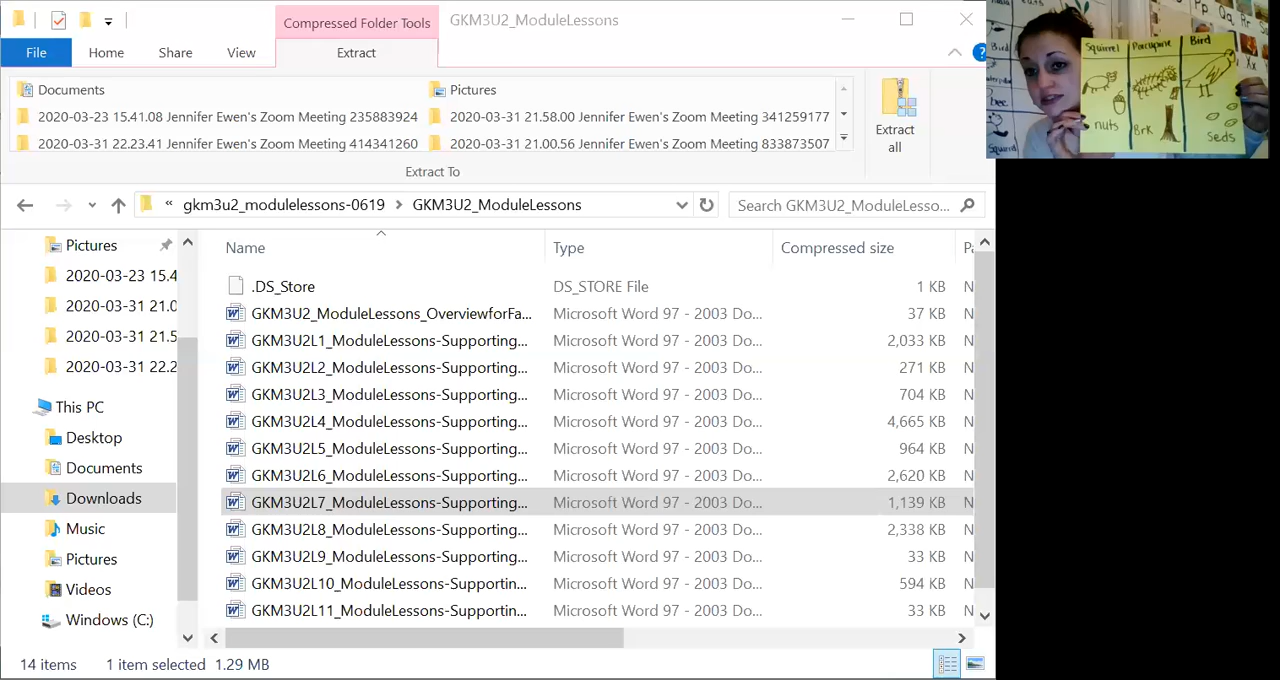 Compressed Folder Tools
GKM3U2_ModuleLessons
File
Home
Share
View
Extract
Documents
Pictures
2020-03-23 15.41.08 Jennifer Ewen's Zoom Meeting 235883924
2020-03-31 21.58.00 Jennifer Ewen's Zoom Meeting 341259177
2020-03-31 22.23.41 Jennifer Ewen's Zoom Meeting 414341260
2020-03-31 21.00.56 Jennifer Ewen's Zoom Meeting 833873507
Extract
all
Extract To
« gkm3u2_modulelessons-0619 > GKM3U2_ModuleLessons
Search GKM3U2_ModuleLesso...
Pictures
2020-03-23 15.4
2020-03-31 21.0
2020-03-31 21.5
2020-03-31 22.2
This PC
Desktop
Documents
Downloads
Music
Pictures
Videos
Windows (C:)
Name Type Compressed size Pa
.DS_Store DS_STORE File 1 KB N
GKM3U2_ModuleLessons_OverviewforFa... Microsoft Word 97 - 2003 Do... 37 KB N
GKM3U2L1_ModuleLessons-Supporting... Microsoft Word 97 - 2003 Do... 2,033 KB N
GKM3U2L2_ModuleLessons-Supporting... Microsoft Word 97 - 2003 Do... 271 KB N
GKM3U2L3_ModuleLessons-Supporting... Microsoft Word 97 - 2003 Do... 704 KB N
GKM3U2L4_ModuleLessons-Supporting... Microsoft Word 97 - 2003 Do... 4,665 KB N
GKM3U2L5_ModuleLessons-Supporting... Microsoft Word 97 - 2003 Do... 964 KB N
GKM3U2L6_ModuleLessons-Supporting... Microsoft Word 97 - 2003 Do... 2,620 KB N
GKM3U2L7_ModuleLessons-Supporting... Microsoft Word 97 - 2003 Do... 1,139 KB N
GKM3U2L8_ModuleLessons-Supporting... Microsoft Word 97 - 2003 Do... 2,338 KB N
GKM3U2L9_ModuleLessons-Supporting... Microsoft Word 97 - 2003 Do... 33 KB N
GKM3U2L10_ModuleLessons-Supportin... Microsoft Word 97 - 2003 Do... 594 KB N
GKM3U2L11_ModuleLessons-Supportin... Microsoft Word 97 - 2003 Do... 33 KB N
14 items 1 item selected 1.29 MB
Squirrel Porcupine Bird
nuts Brk Seds
Bird
bee
Squirrel
Pp Qq Rr
Xx